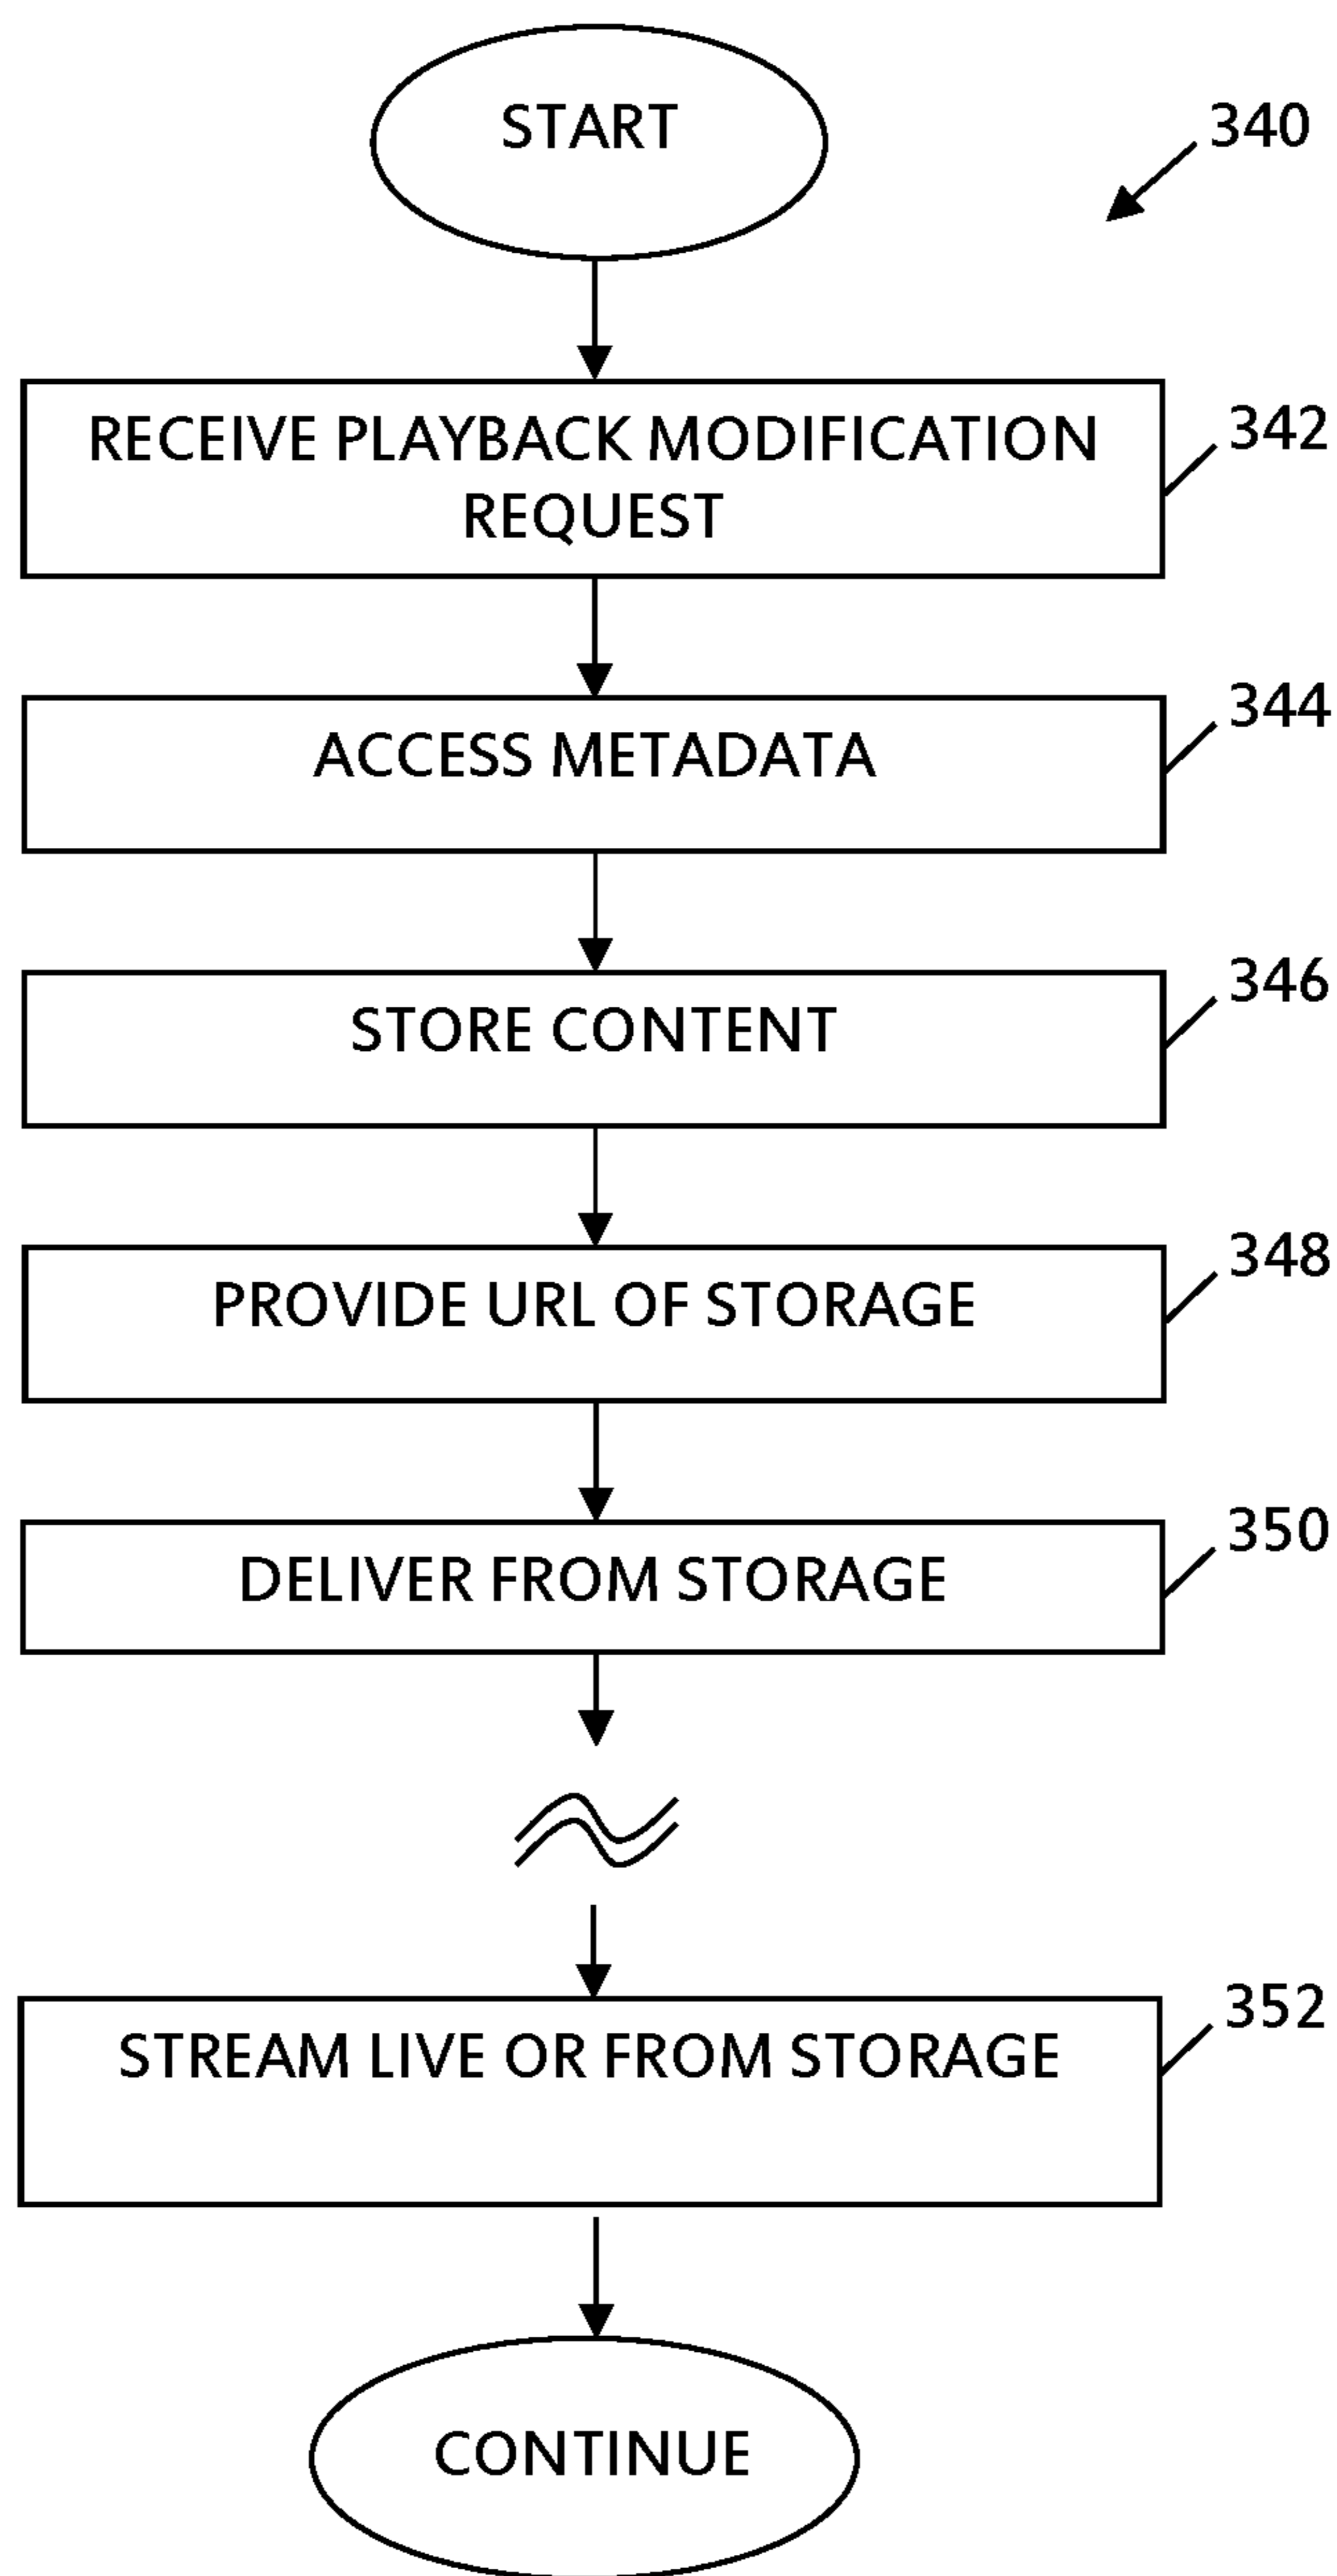 START
340
RECEIVE PLAYBACK MODIFICATION
REQUEST
342
ACCESS METADATA
344
STORE CONTENT
346
PROVIDE URL OF STORAGE
348
DELIVER FROM STORAGE
350
STREAM LIVE OR FROM STORAGE
352
CONTINUE